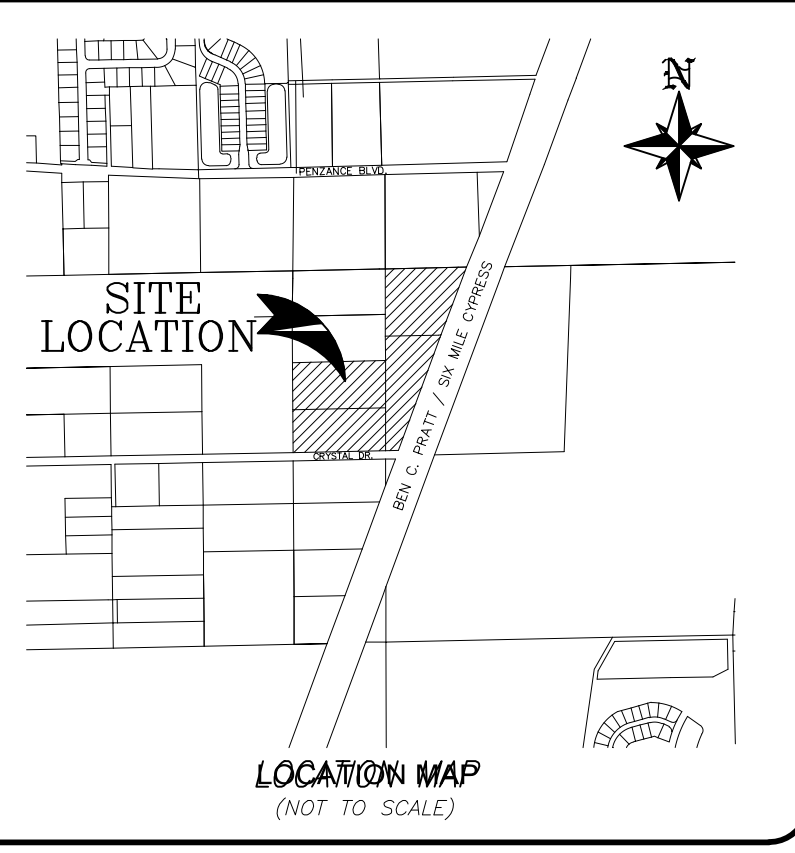 N
PENZANCE BLVD.
SITE
LOCATION
BEN C. PRATT / SIX MILE CYPRESS
CRYSTAL DR.
LOCATION MAP
(NOT TO SCALE)